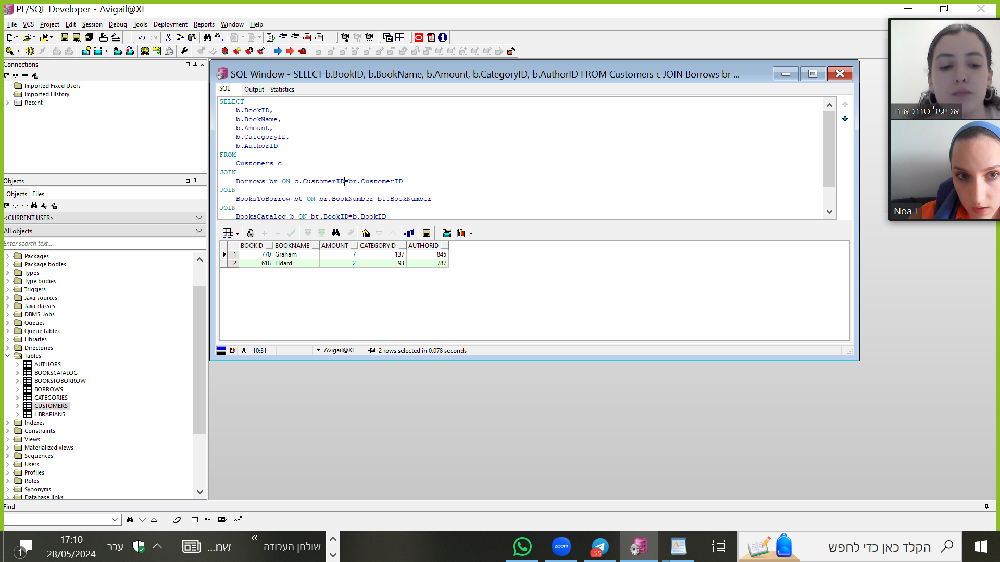 PL/SQL Developer - Avigail@XE
File VCS Project Edit Session Debug Tools Deployment Reports Window Help
Connections
Imported Fixed Users
Imported History
Recent
Objects
Objects Files
<CURRENT USER>
All objects
Enter search text...
Packages
Package bodies
Types
Type bodies
Triggers
Java sources
Java classes
DBMS_Jobs
Queues
Queue tables
Libraries
Directories
Tables
AUTHORS
BOOKSCATALOG
BOOKSTOBORROW
BORROWS
CATEGORIES
CUSTOMERS
LIBRARIANS
Indexes
Constraints
Views
Materialized views
Sequences
Users
Profiles
Roles
Synonyms
Database links
SQL Window - SELECT b.BookID, b.BookName, b.Amount, b.CategoryID, b.AuthorID FROM Customers c JOIN Borrows br ...
SQL Output Statistics
SELECT
b.BookID,
b.BookName,
b.Amount,
b.CategoryID,
b.AuthorID
FROM
Customers c
JOIN
Borrows br ON c.CustomerID=br.CustomerID
JOIN
BooksToBorrow bt ON br.BookNumber=bt.BookNumber
JOIN
BooksCatalog b ON bt.BookID=b.BookID
BOOKID BOOKNAME AMOUNT CATEGORYID AUTHORID
1 770 Graham 7 137 845
2 618 Eldard 2 93 787
& 10:31 Avigail@XE 2 rows selected in 0.078 seconds
אביגיל טננבאום
Noa L
Find
ABC "AB"
הקלד כאן כדי לחפש
zoom
..55
שולחן העבודה
שמ...
עבר
17:10
28/05/2024
1